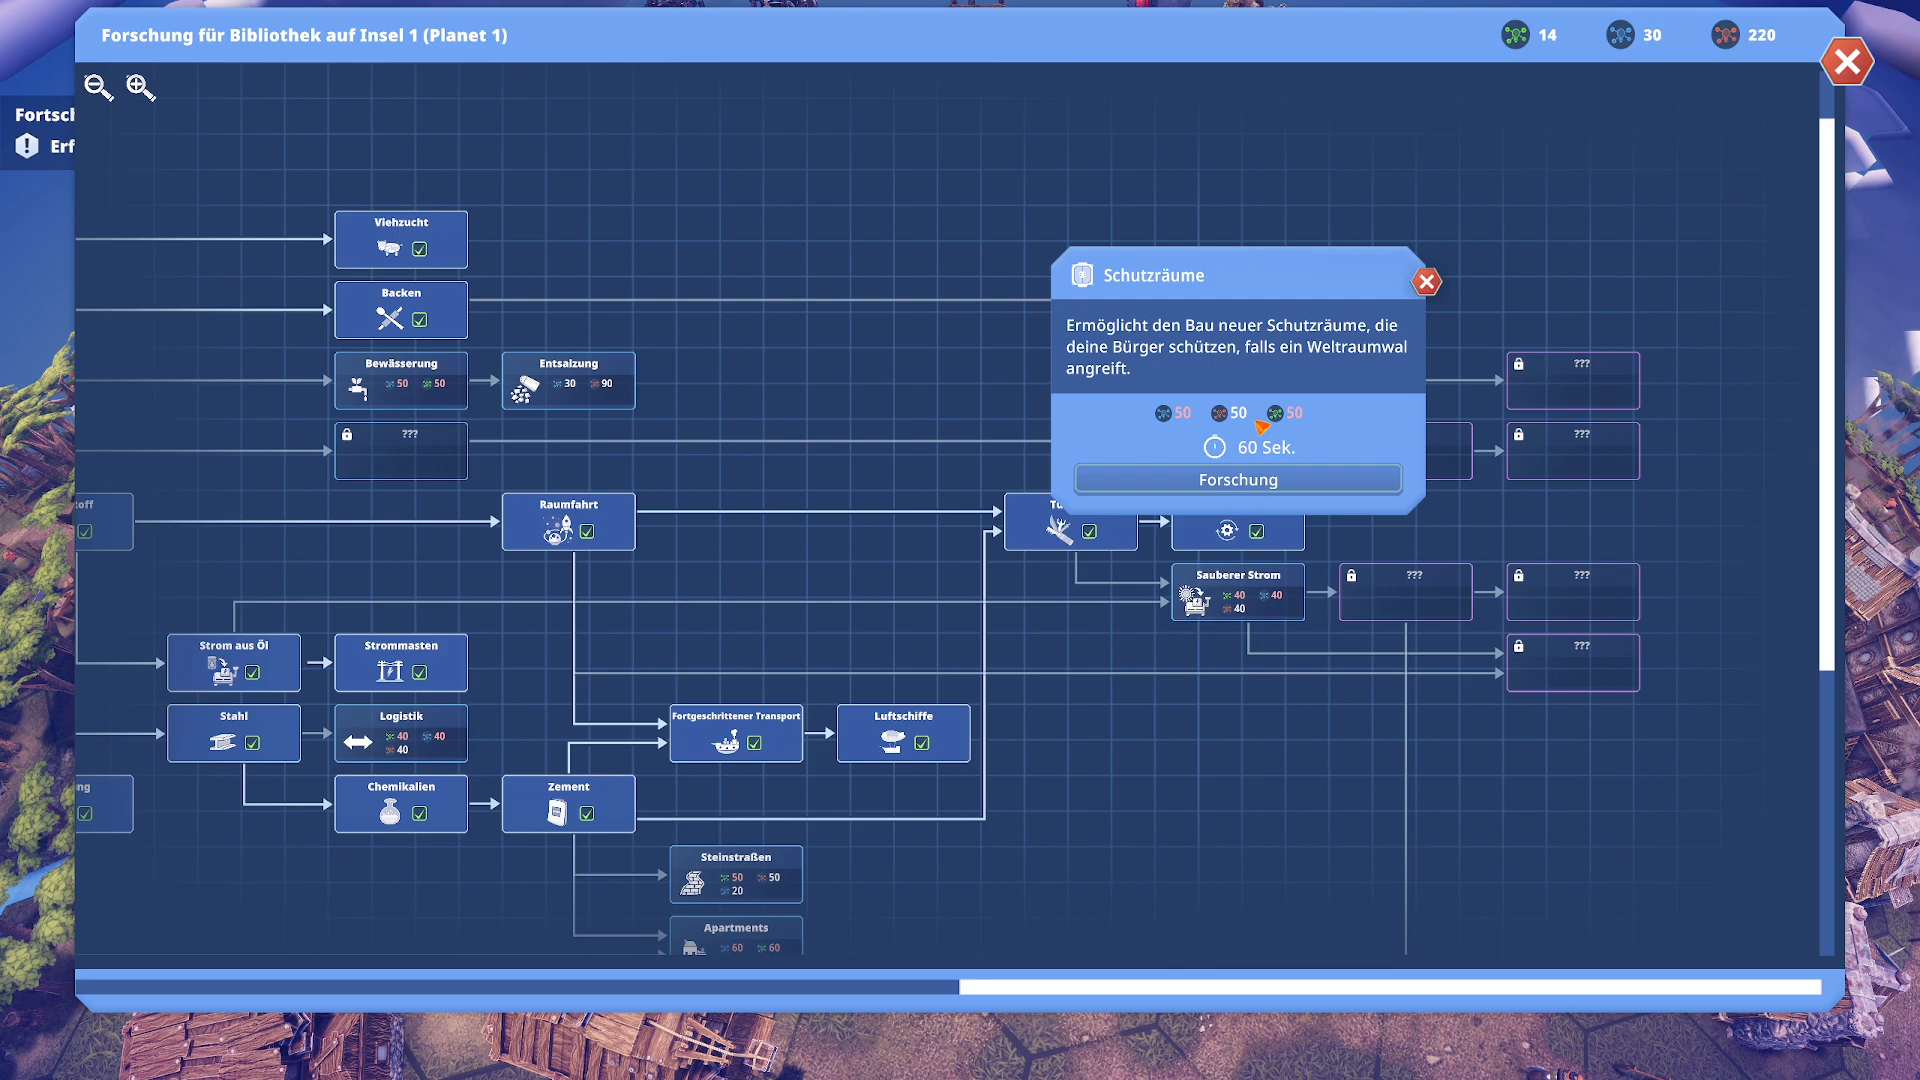 Forschung für Bibliothek auf Insel 1 (Planet 1)
14
30
220
Fortsch
Erf
Viehzucht
Backen
Bewässerung
50 50
Entsalzung
30 90
???
Schutzräume
Ermöglicht den Bau neuer Schutzräume, die
deine Bürger schützen, falls ein Weltraumwal
angreift.
50 50 50
60 Sek.
Forschung
???
???
toff
Raumfahrt
Tu
Sauberer Strom
40 40
40
???
???
???
Strom aus Öl
Strommasten
Stahl
Logistik
40 40
40
Fortgeschrittener Transport
Luftschiffe
ng
Chemikalien
Zement
Steinstraßen
50 50
20
Apartments
60 60